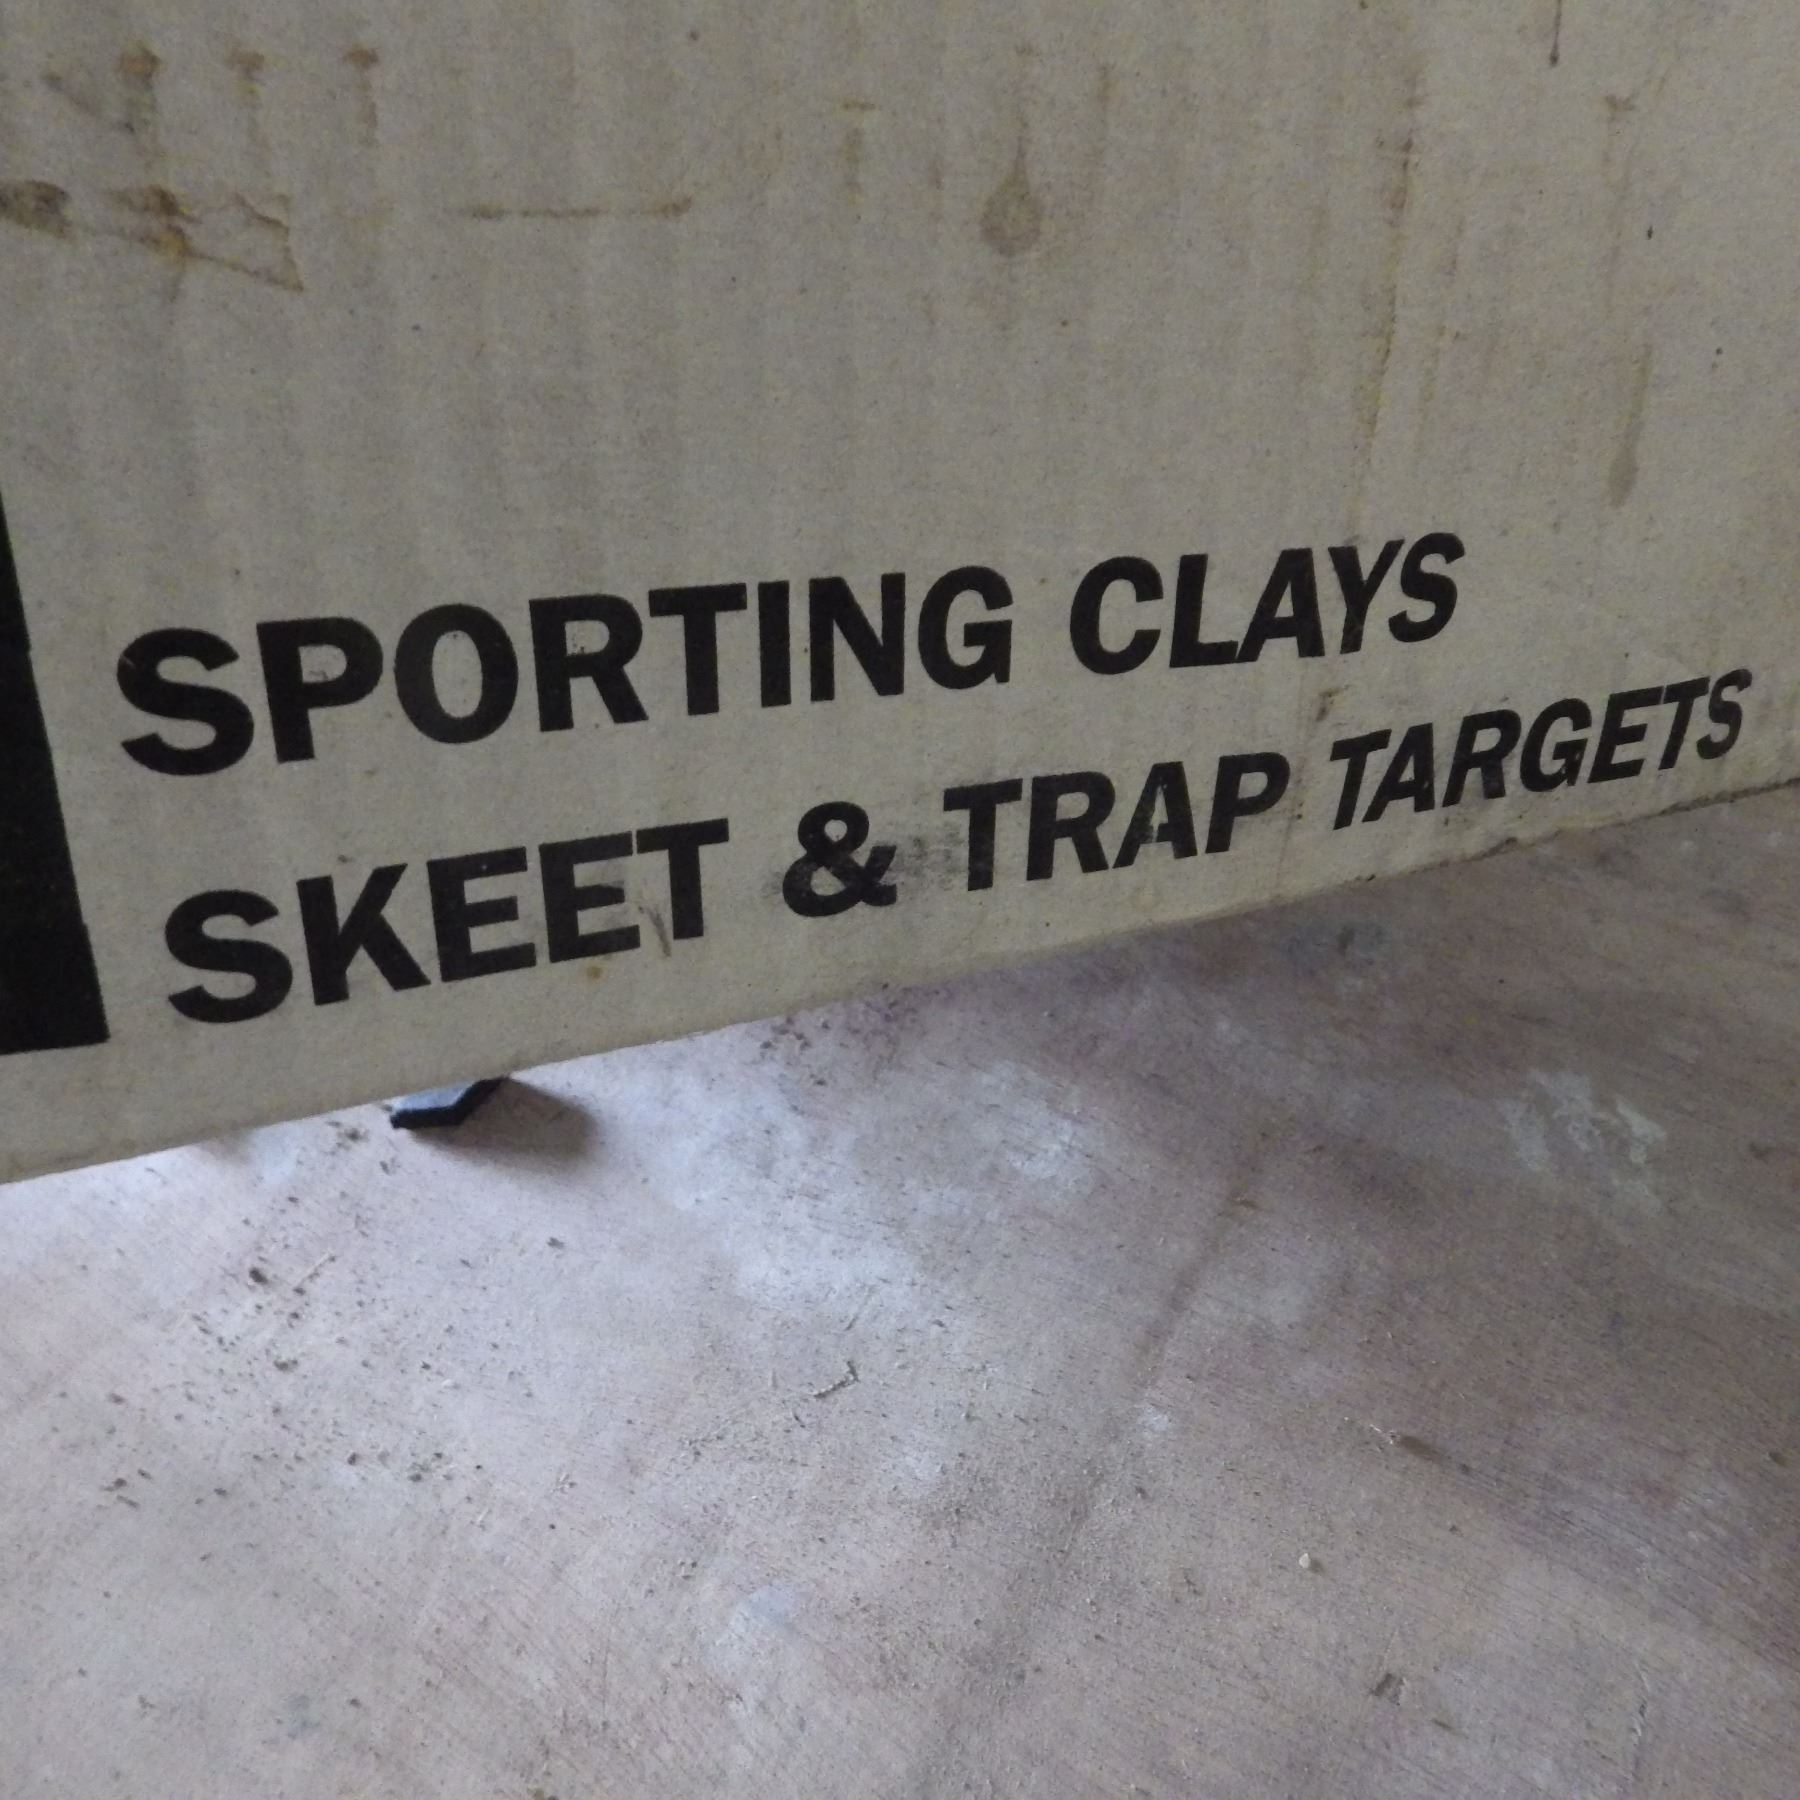 SPORTING CLAYS
SKEET & TRAP TARGETS